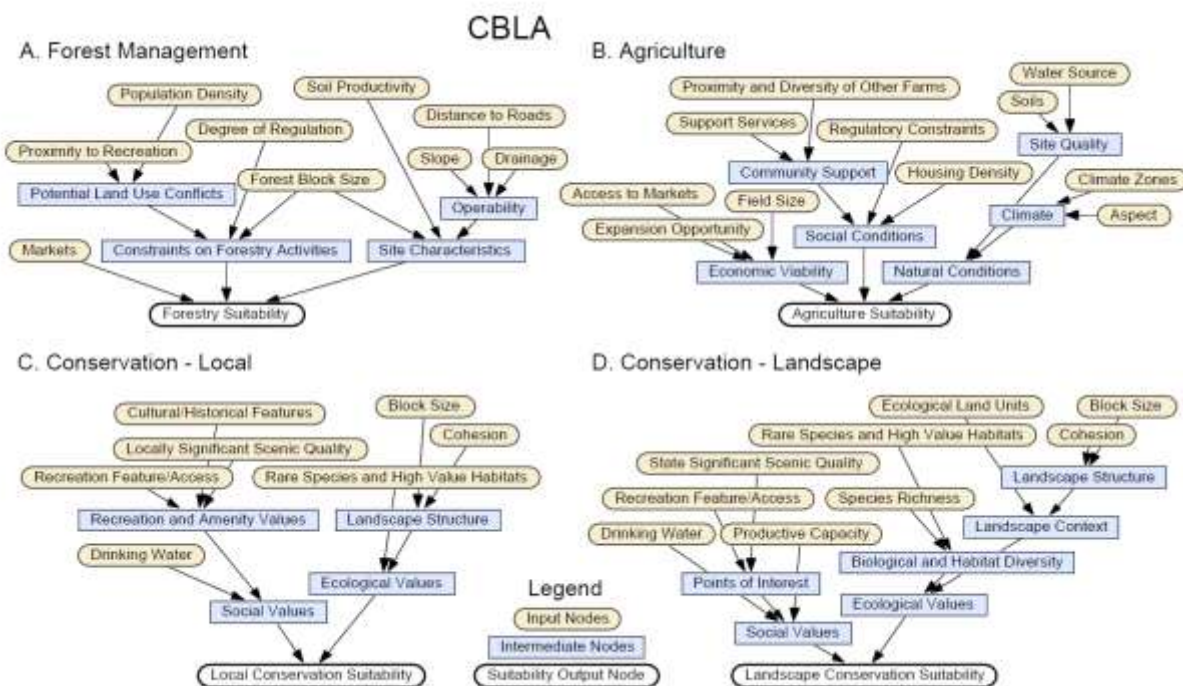 CBLA
A. Forest Management
Population Density
Soil Productivity
Degree of Regulation
Distance to Roads
Proximity to Recreation
Slope
Drainage
Potential Land Use Conflicts
Forest Block Size
Operability
Markets
Constraints on Forestry Activities
Site Characteristics
Forestry Suitability
B. Agriculture
Water Source
Proximity and Diversity of Other Farms
Soils
Support Services
Regulatory Constraints
Site Quality
Community Support
Housing Density
Climate Zones
Access to Markets
Field Size
Climate
Aspect
Expansion Opportunity
Social Conditions
Economic Viability
Natural Conditions
Agriculture Suitability
C. Conservation - Local
Cultural/Historical Features
Block Size
Locally Significant Scenic Quality
Cohesion
Recreation Feature/Access
Rare Species and High Value Habitats
Recreation and Amenity Values
Landscape Structure
Drinking Water
Ecological Values
Social Values
Local Conservation Suitability
Legend
Input Nodes
Intermediate Nodes
Suitability Output Node
D. Conservation - Landscape
Ecological Land Units
Block Size
Rare Species and High Value Habitats
Cohesion
State Significant Scenic Quality
Landscape Structure
Recreation Feature/Access
Species Richness
Landscape Context
Drinking Water
Productive Capacity
Biological and Habitat Diversity
Points of Interest
Ecological Values
Social Values
Landscape Conservation Suitability